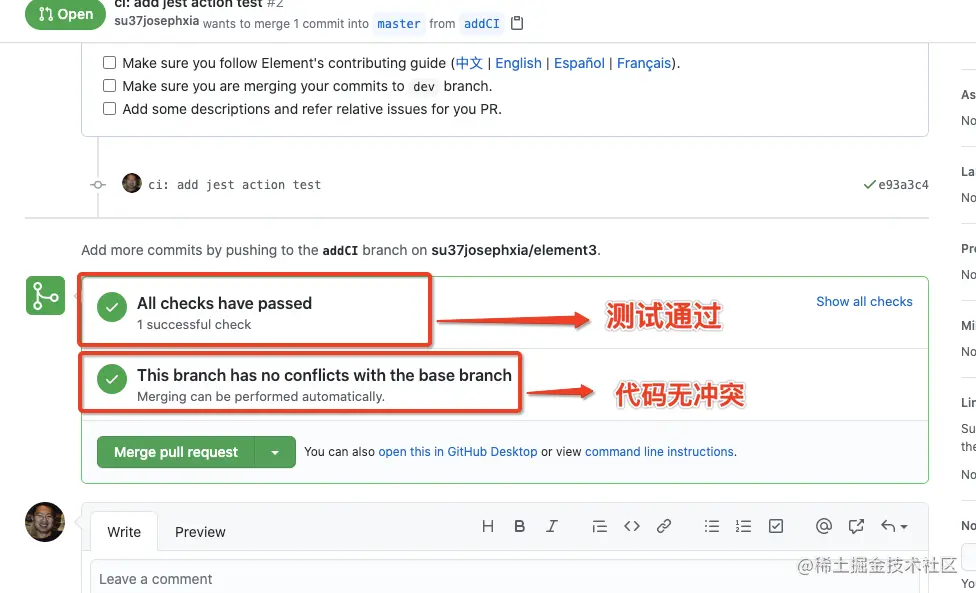 Open
ci: add jest action test #2
su37josephxia wants to merge 1 commit into master from addCI
Make sure you follow Element's contributing guide (中文 | English | Español | Français).
Make sure you are merging your commits to dev branch.
Add some descriptions and refer relative issues for you PR.
ci: add jest action test
e93a3c4
Add more commits by pushing to the addCI branch on su37josephxia/element3.
All checks have passed
1 successful check
Show all checks
测试通过
This branch has no conflicts with the base branch
Merging can be performed automatically.
代码无冲突
Merge pull request
You can also open this in GitHub Desktop or view command line instructions.
Write
Preview
Leave a comment
As
No
La
No
Pr
No
Mi
No
Lin
Su
the
No
No
Yo
@稀土掘金技术社区